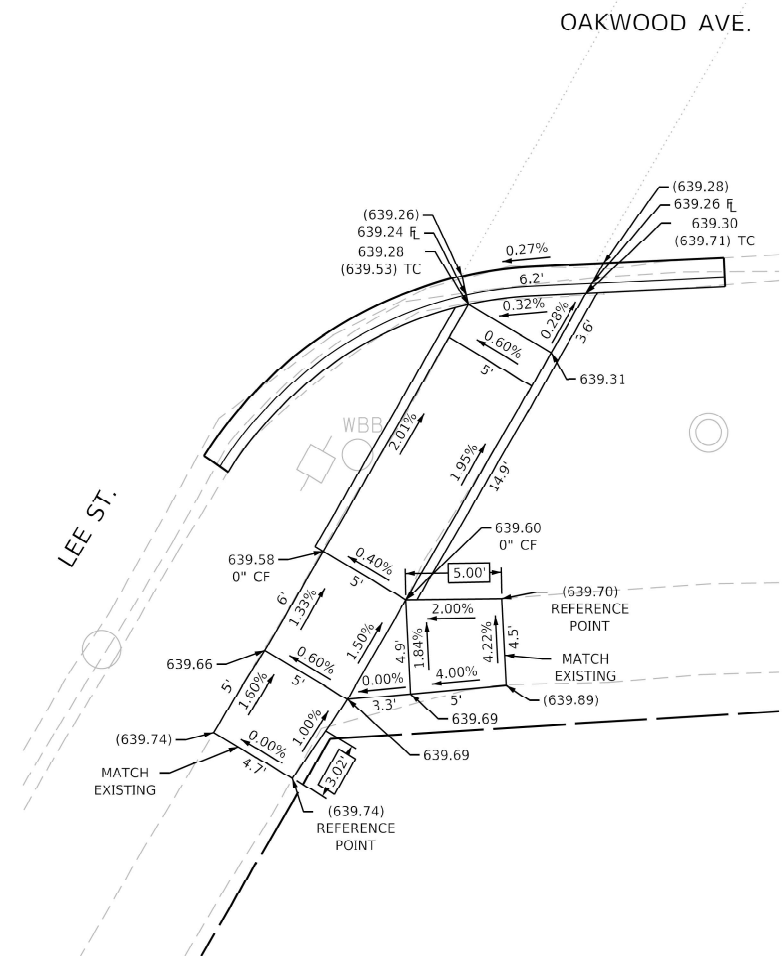 OAKWOOD AVE.
(639.28)
639.26 FL
639.30
(639.71) TC
(639.26)
639.24 FL
639.28
(639.53) TC
0.27%
6.2'
0.32%
0.28%
3.6'
0.60%
5'
639.31
WBB
2.01%
1.95%
14.9'
LEE ST.
639.60
0" CF
639.58
0" CF
0.40%
5'
5.00'
(639.70)
REFERENCE
POINT
6'
1.33%
1.50%
2.00%
4.9'
1.84%
4.22%
4.5'
MATCH
EXISTING
639.66
0.60%
5'
0.00%
4.00%
3.3'
5'
(639.89)
639.69
5'
1.60%
1.00%
(639.74)
0.00%
4.7'
639.69
MATCH
EXISTING
3.02'
(639.74)
REFERENCE
POINT